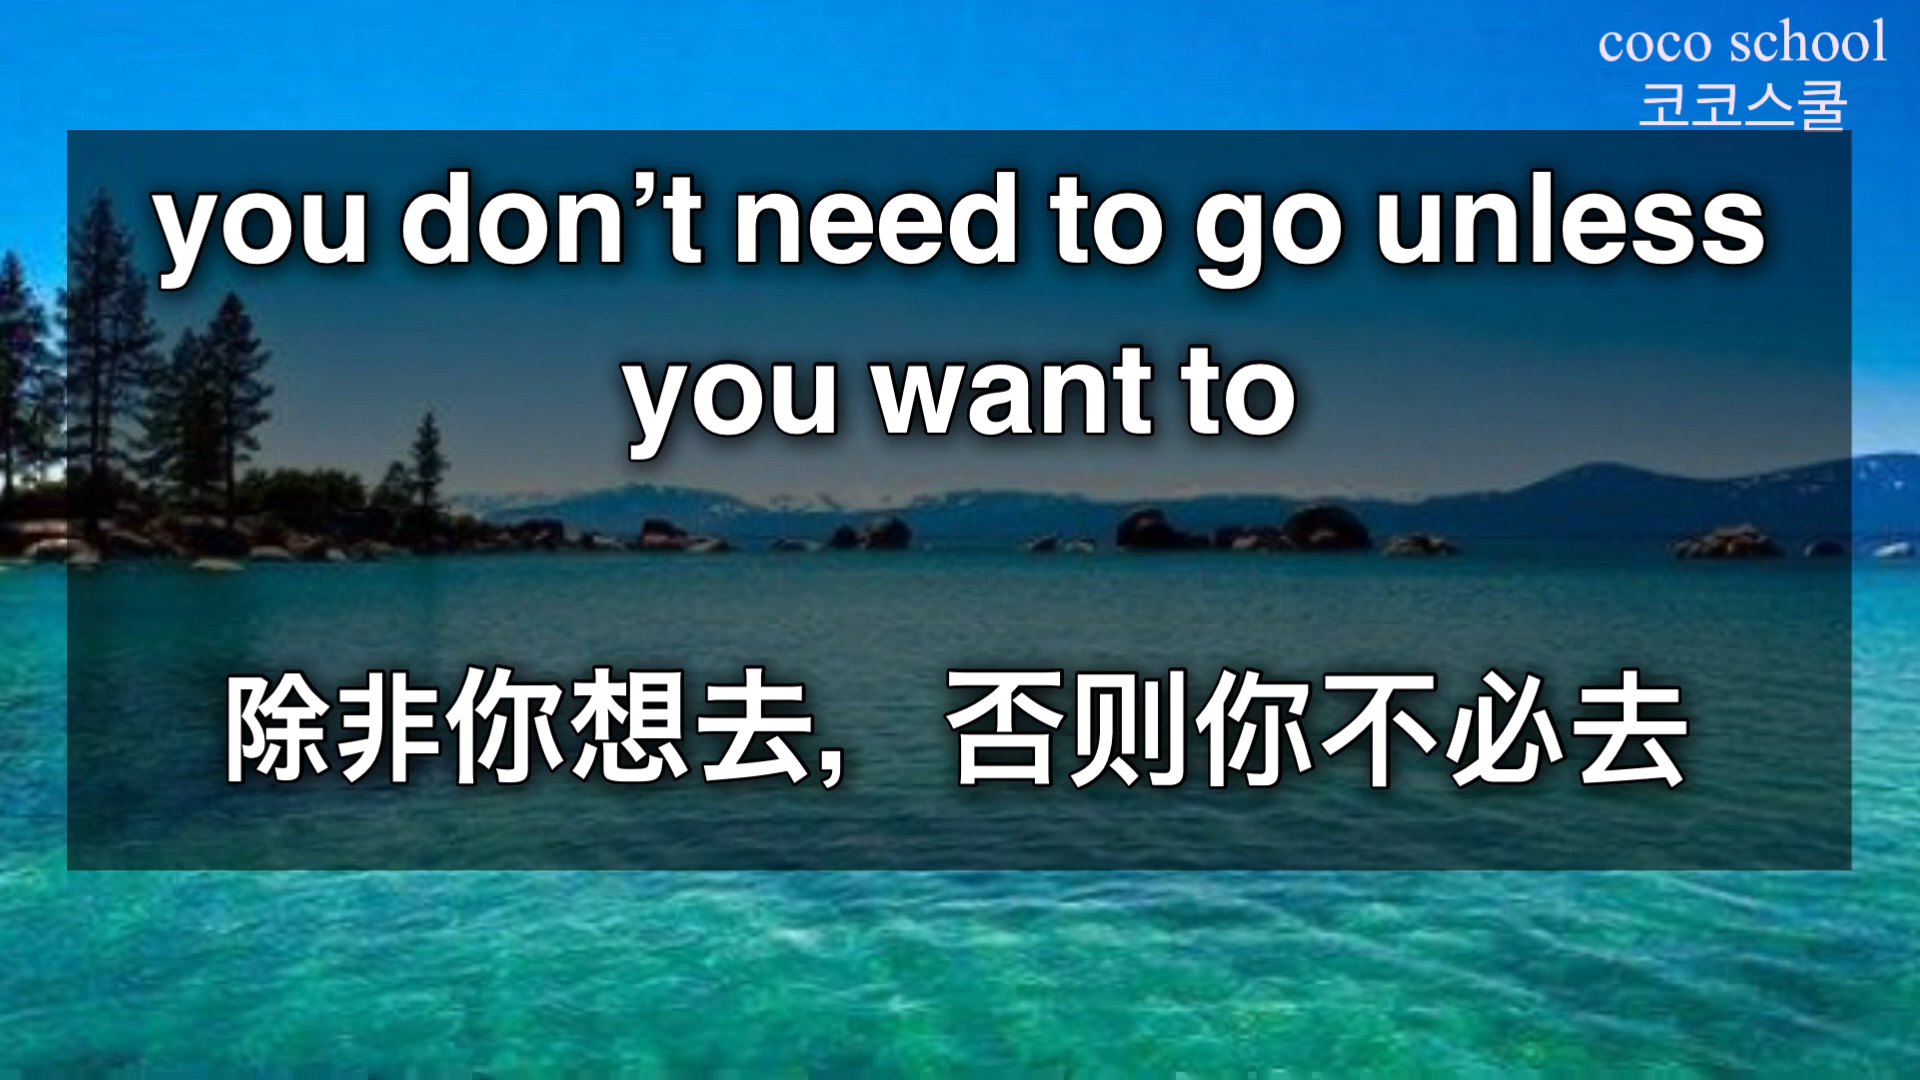 coco school
코코스쿨
you don’t need to go unless
you want to
除非你想去, 否则你不必去